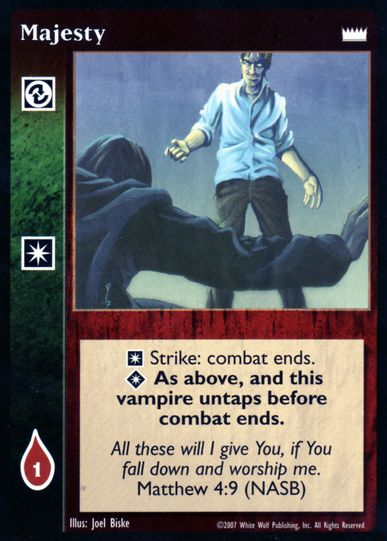 Majesty
Strike: combat ends.
As above, and this
vampire untaps before
combat ends.
All these will I give You, if You
fall down and worship me.
Matthew 4:9 (NASB)
1
Illus: Joel Biske
©2007 White Wolf Publishing, Inc. All Rights Reserved